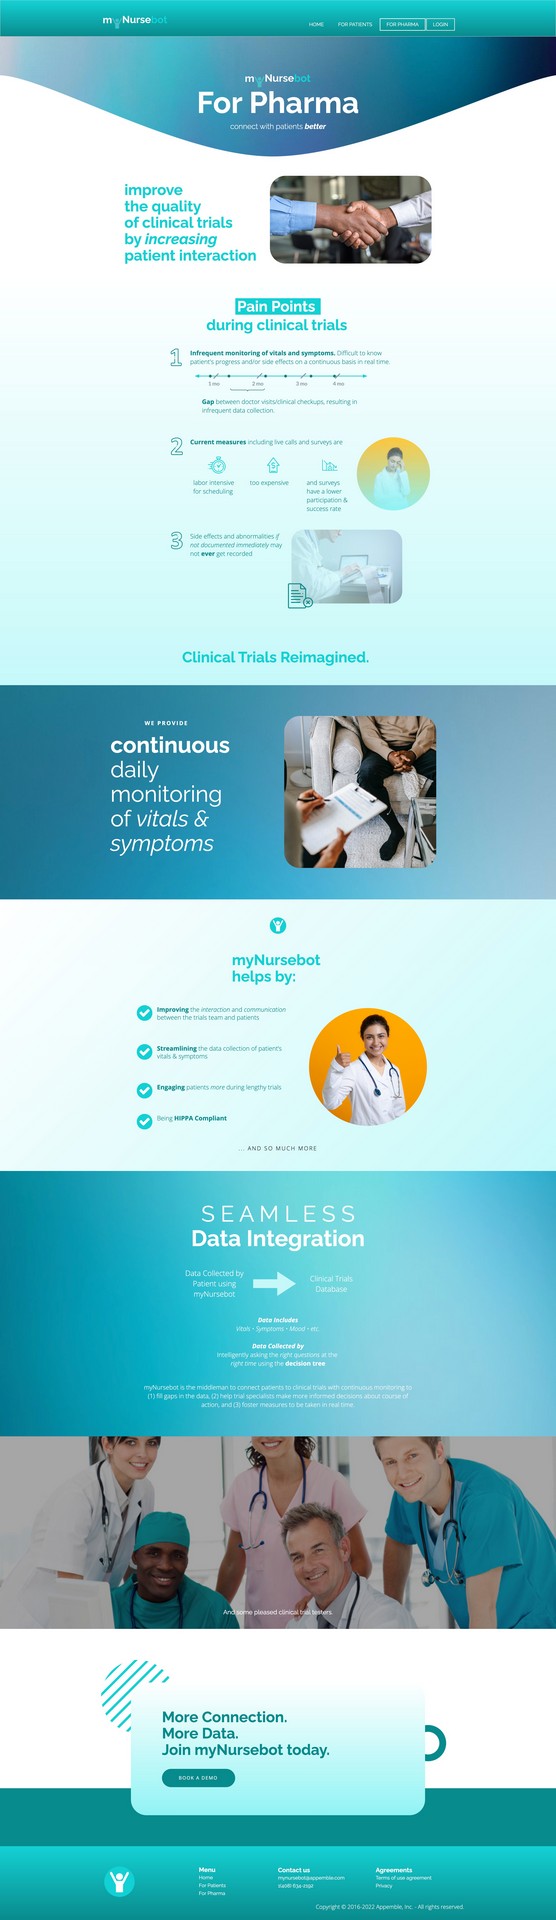 myNursebot
HOME
FOR PATIENTS
FOR PHARMA
LOGIN
myNursebot
For Pharma
connect with patients better
improve
the quality
of clinical trials
by increasing
patient interaction
Pain Points
during clinical trials
1
Infrequent monitoring of vitals and symptoms. Difficult to know
patient's progress and/or side effects on a continuous basis in real time.
1 mo
2 mo
3 mo
4 mo
Gap between doctor visits/clinical checkups, resulting in
infrequent data collection.
2
Current measures including live calls and surveys are
labor intensive
for scheduling
too expensive
and surveys
have a lower
participation &
success rate
3
Side effects and abnormalities if
not documented immediately may
not ever get recorded
Clinical Trials Reimagined.
WE PROVIDE
continuous
daily
monitoring
of vitals &
symptoms
myNursebot
helps by:
Improving the interaction and communication
between the trials team and patients
Streamlining the data collection of patient's
vitals & symptoms
Engaging patients more during lengthy trials
Being HIPPA Compliant
... AND SO MUCH MORE
SEAMLESS
Data Integration
Data Collected by
Patient using
myNursebot
Clinical Trials
Database
Data Includes
Vitals • Symptoms • Mood • etc.
Data Collected by
Intelligently asking the right questions at the
right time using the decision tree
myNursebot is the middleman to connect patients to clinical trials with continuous monitoring to
(1) fill gaps in the data, (2) help trial specialists make more informed decisions about course of
action, and (3) foster measures to be taken in real time.
And some pleased clinical trial testers.
More Connection.
More Data.
Join myNursebot today.
BOOK A DEMO
Menu
Home
For Patients
For Pharma
Contact us
mynursebot@appemble.com
(408) 634-2192
Agreements
Terms of use agreement
Privacy
Copyright © 2016-2022 Appemble, Inc. - All rights reserved.